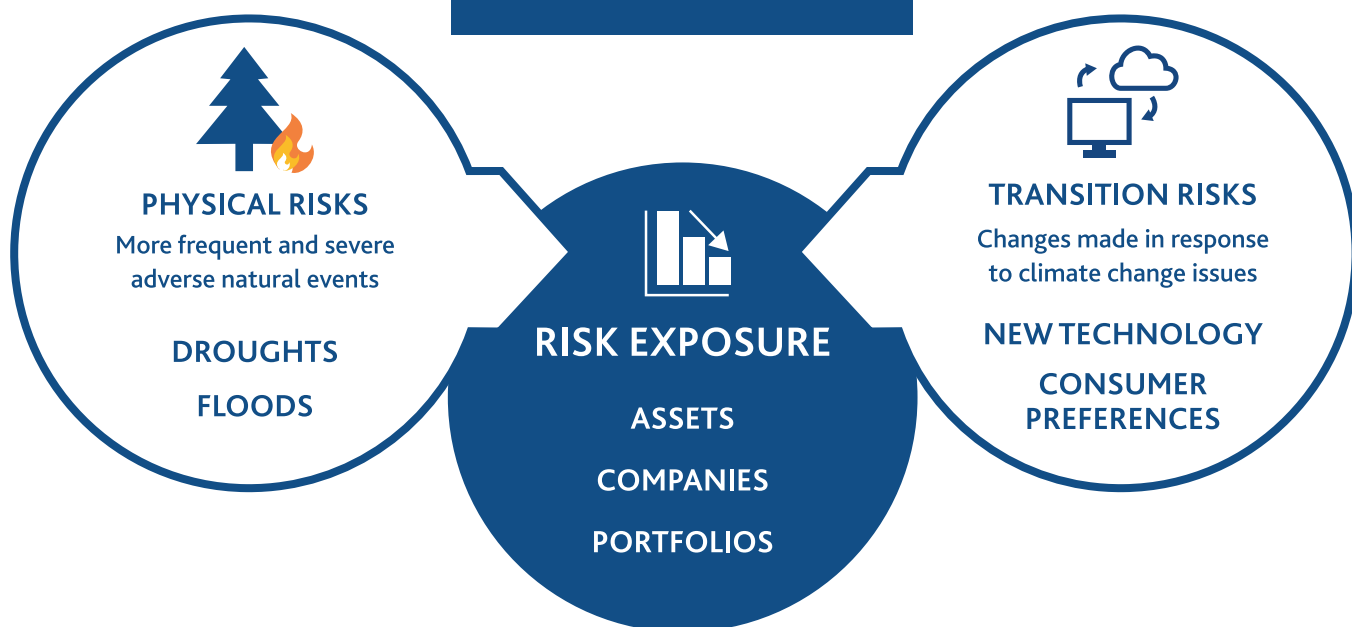 PHYSICAL RISKS
More frequent and severe
adverse natural events
DROUGHTS
FLOODS
RISK EXPOSURE
ASSETS
COMPANIES
PORTFOLIOS
TRANSITION RISKS
Changes made in response
to climate change issues
NEW TECHNOLOGY
CONSUMER
PREFERENCES